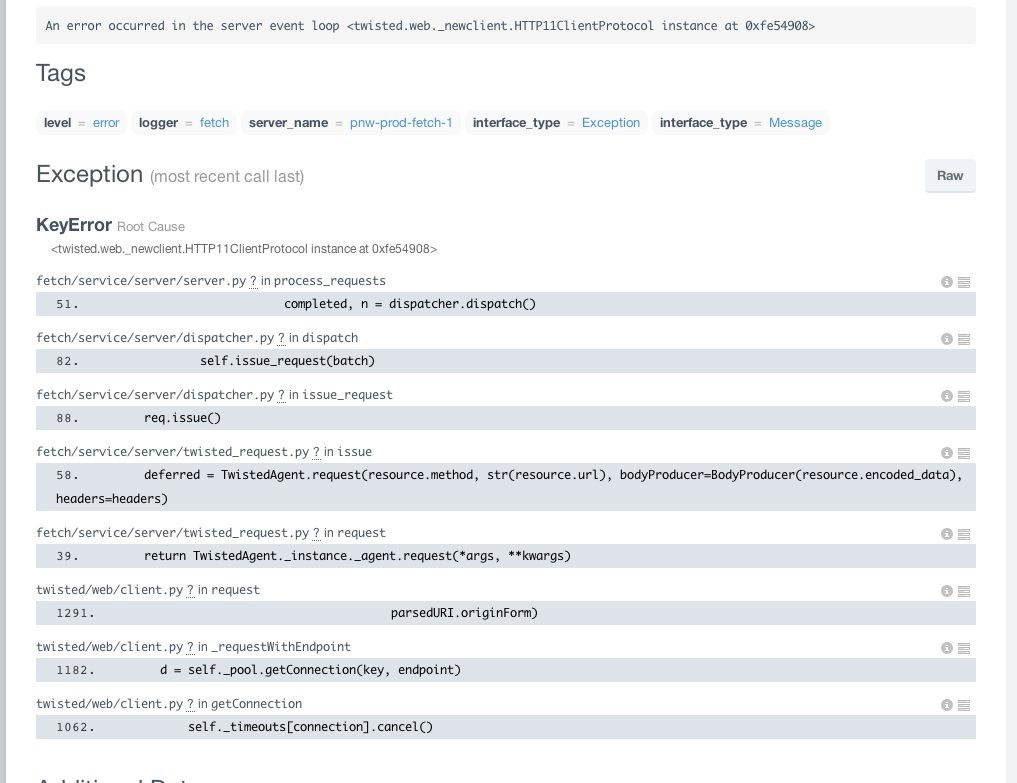 An error occurred in the server event loop <twisted.web._newclient.HTTP11ClientProtocol instance at 0xfe54908>
Tags
level = error logger = fetch server_name = pnw-prod-fetch-1 interface_type = Exception interface_type = Message
Exception (most recent call last)
Raw
KeyError Root Cause
<twisted.web._newclient.HTTP11ClientProtocol instance at 0xfe54908>
fetch/service/server/server.py ? in process_requests
51. completed, n = dispatcher.dispatch()
fetch/service/server/dispatcher.py ? in dispatch
82. self.issue_request(batch)
fetch/service/server/dispatcher.py ? in issue_request
88. req.issue()
fetch/service/server/twisted_request.py ? in issue
58. deferred = TwistedAgent.request(resource.method, str(resource.url), bodyProducer=BodyProducer(resource.encoded_data),
headers=headers)
fetch/service/server/twisted_request.py ? in request
39. return TwistedAgent._instance._agent.request(*args, **kwargs)
twisted/web/client.py ? in request
1291. parsedURI.originForm)
twisted/web/client.py ? in _requestWithEndpoint
1182. d = self._pool.getConnection(key, endpoint)
twisted/web/client.py ? in getConnection
1062. self._timeouts[connection].cancel()